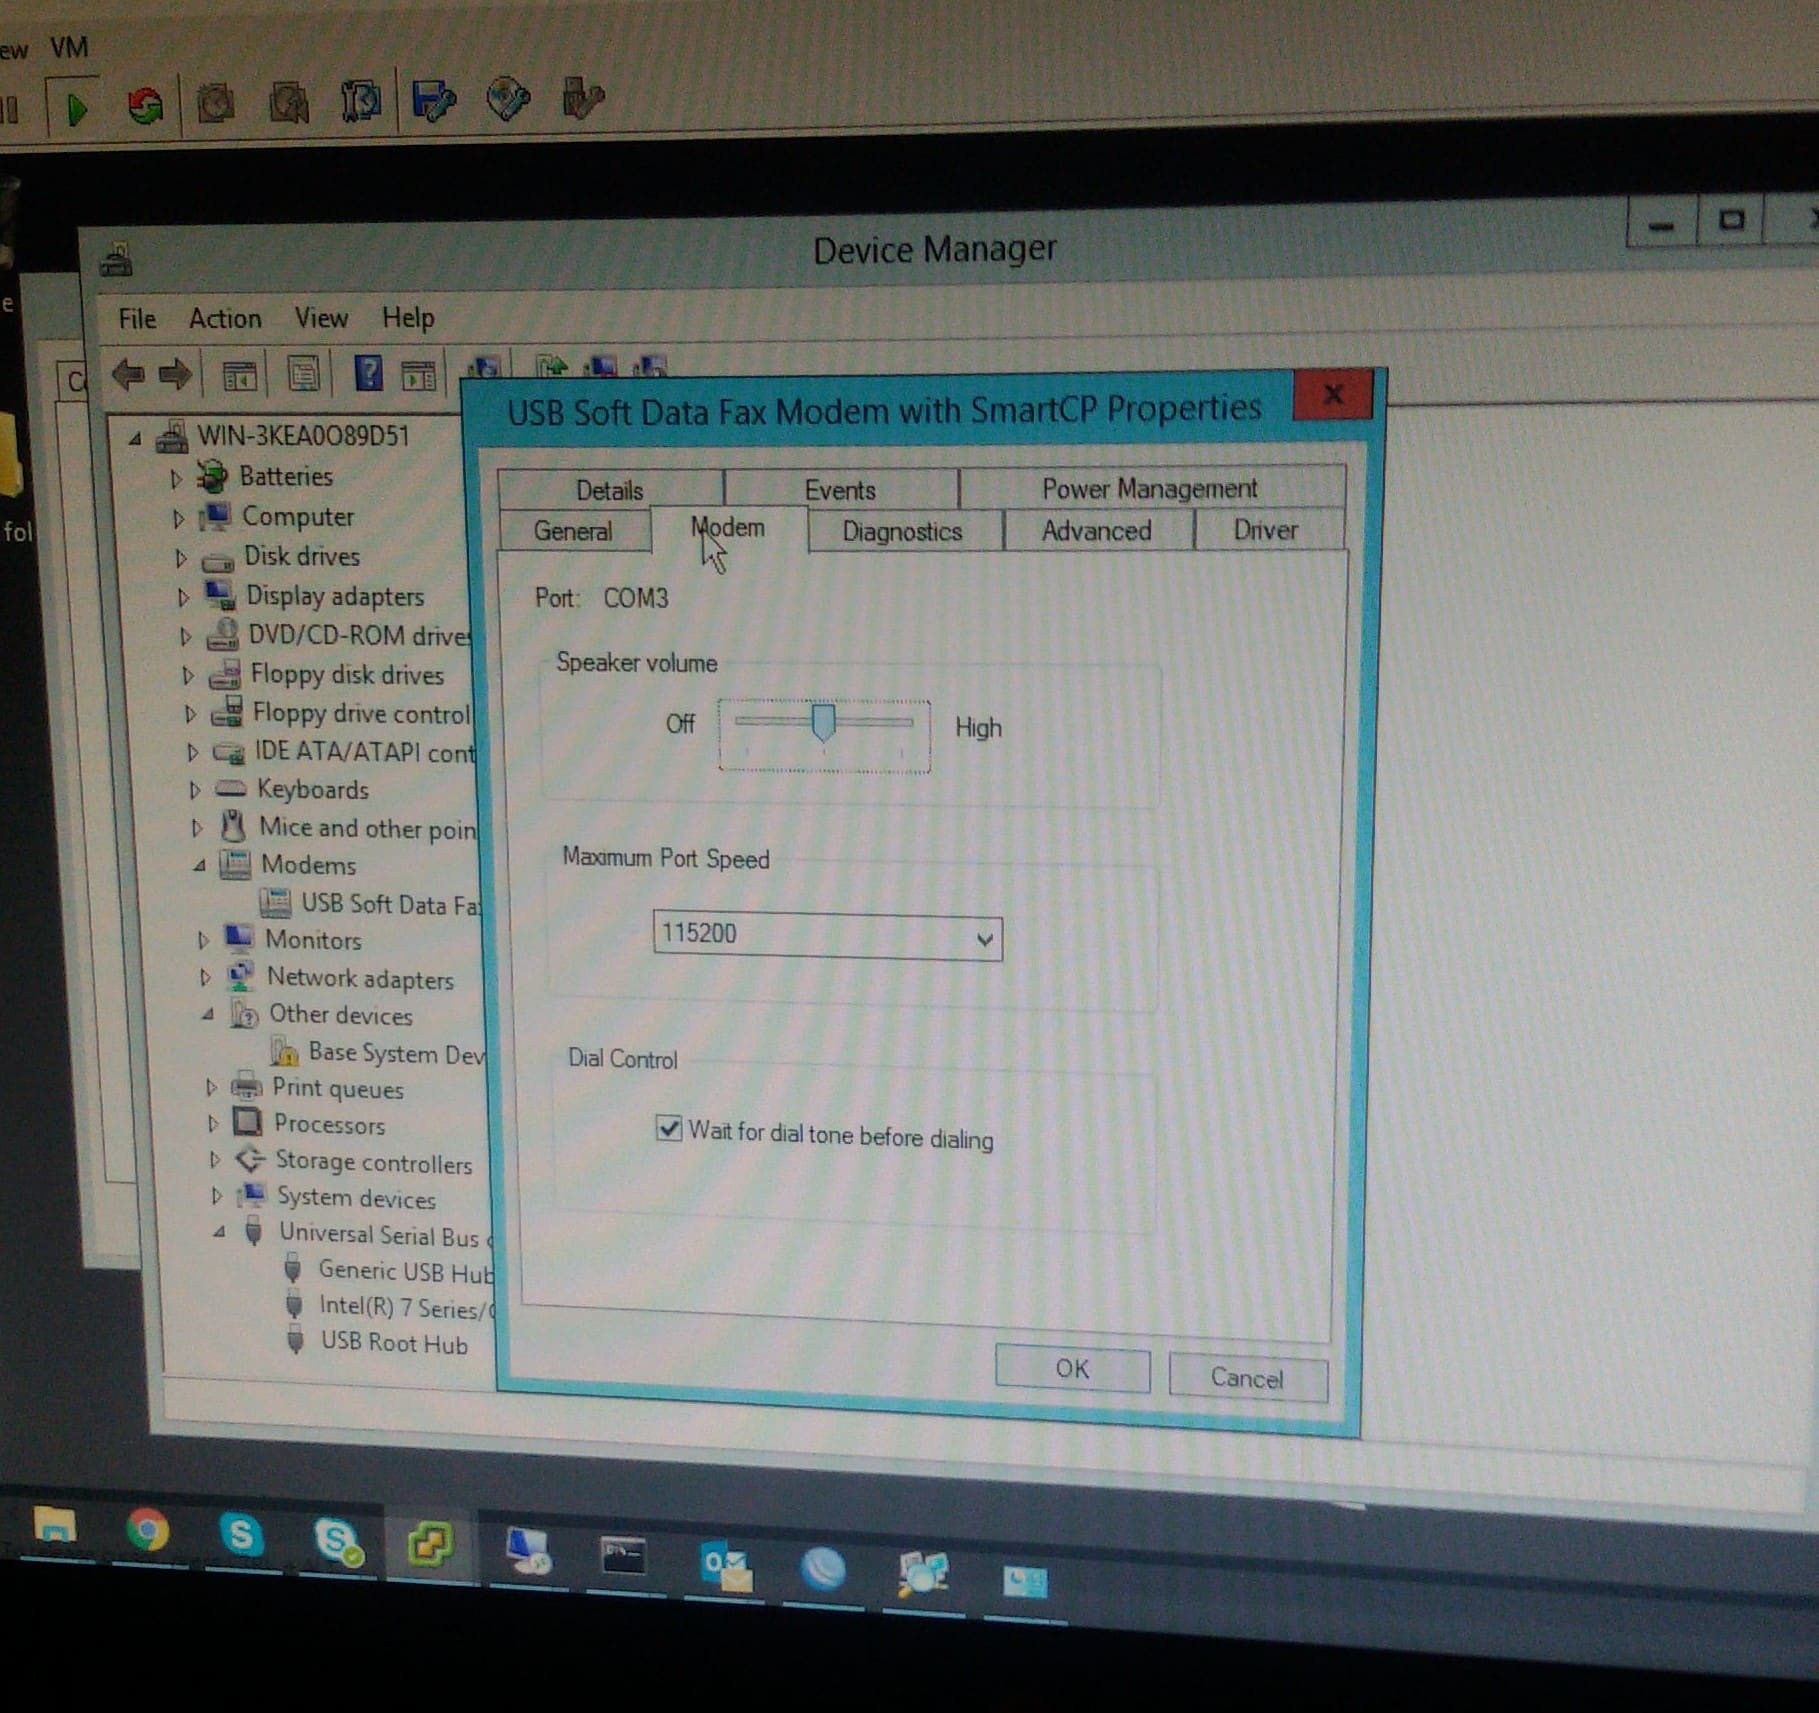 ew VM
Device Manager
File Action View Help
WIN-3KEA0O89D51
Batteries
Computer
Disk drives
Display adapters
DVD/CD-ROM drive
Floppy disk drives
Floppy drive control
IDE ATA/ATAPI cont
Keyboards
Mice and other poin
Modems
USB Soft Data Fa
Monitors
Network adapters
Other devices
Base System Dev
Print queues
Processors
Storage controllers
System devices
Universal Serial Bus c
Generic USB Hub
Intel(R) 7 Series/C
USB Root Hub
e
fol
USB Soft Data Fax Modem with SmartCP Properties
x
Details Events Power Management
General Modem Diagnostics Advanced Driver
Port: COM3
Speaker volume
Off High
Maximum Port Speed
115200
Dial Control
Wait for dial tone before dialing
OK Cancel